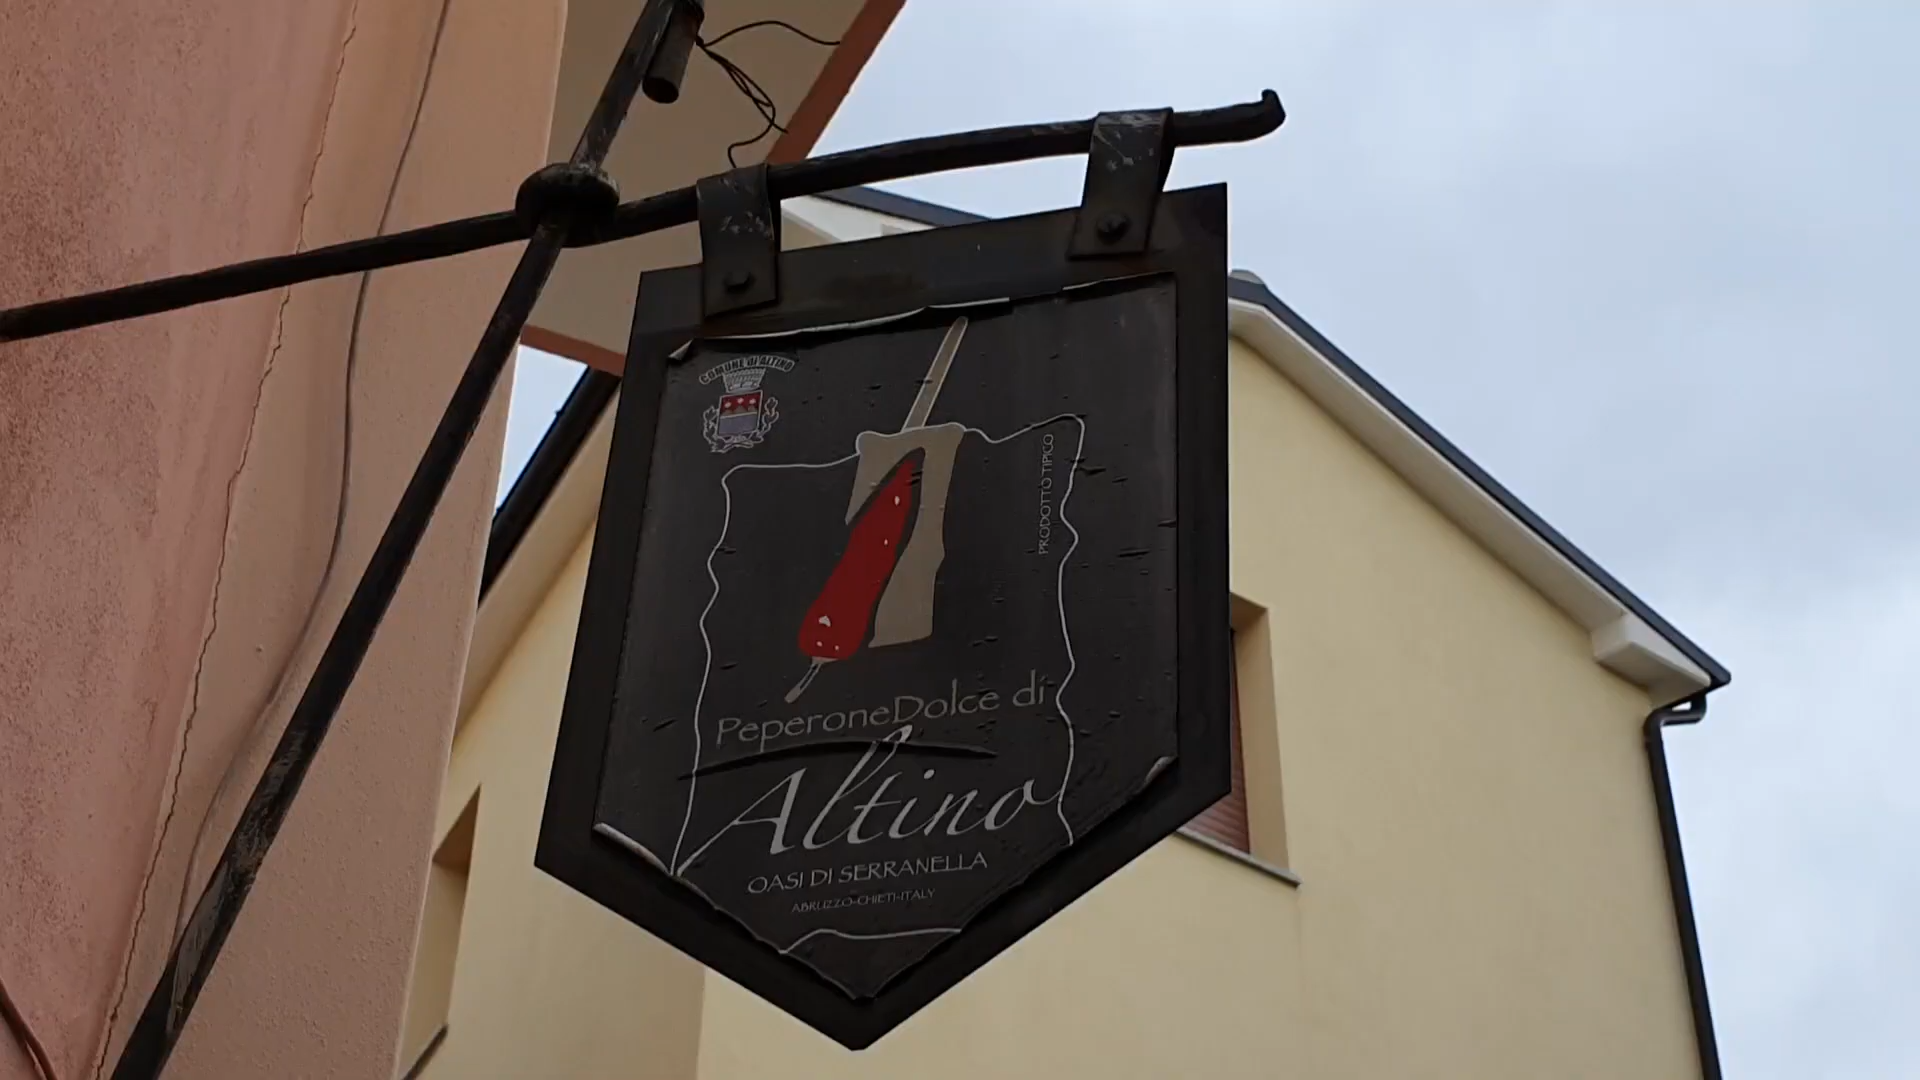 COMUNE DI ALTINO
PRODOTTO TIPICO
PeperoneDolce di
Altino
OASI DI SERRANELLA
ABRUZZO-CHIETI-ITALY